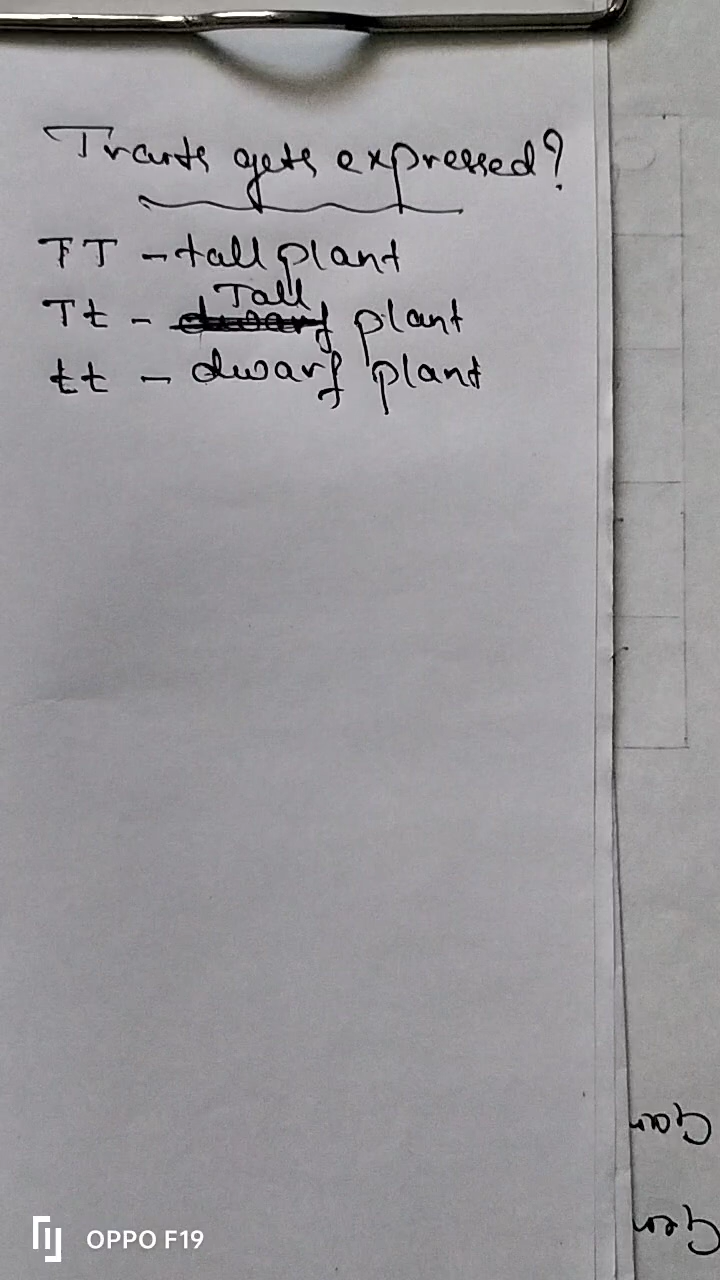 Traits gets expressed?
TT - tall plant
Tt - Tall plant
tt - dwarf plant
OPPO F19